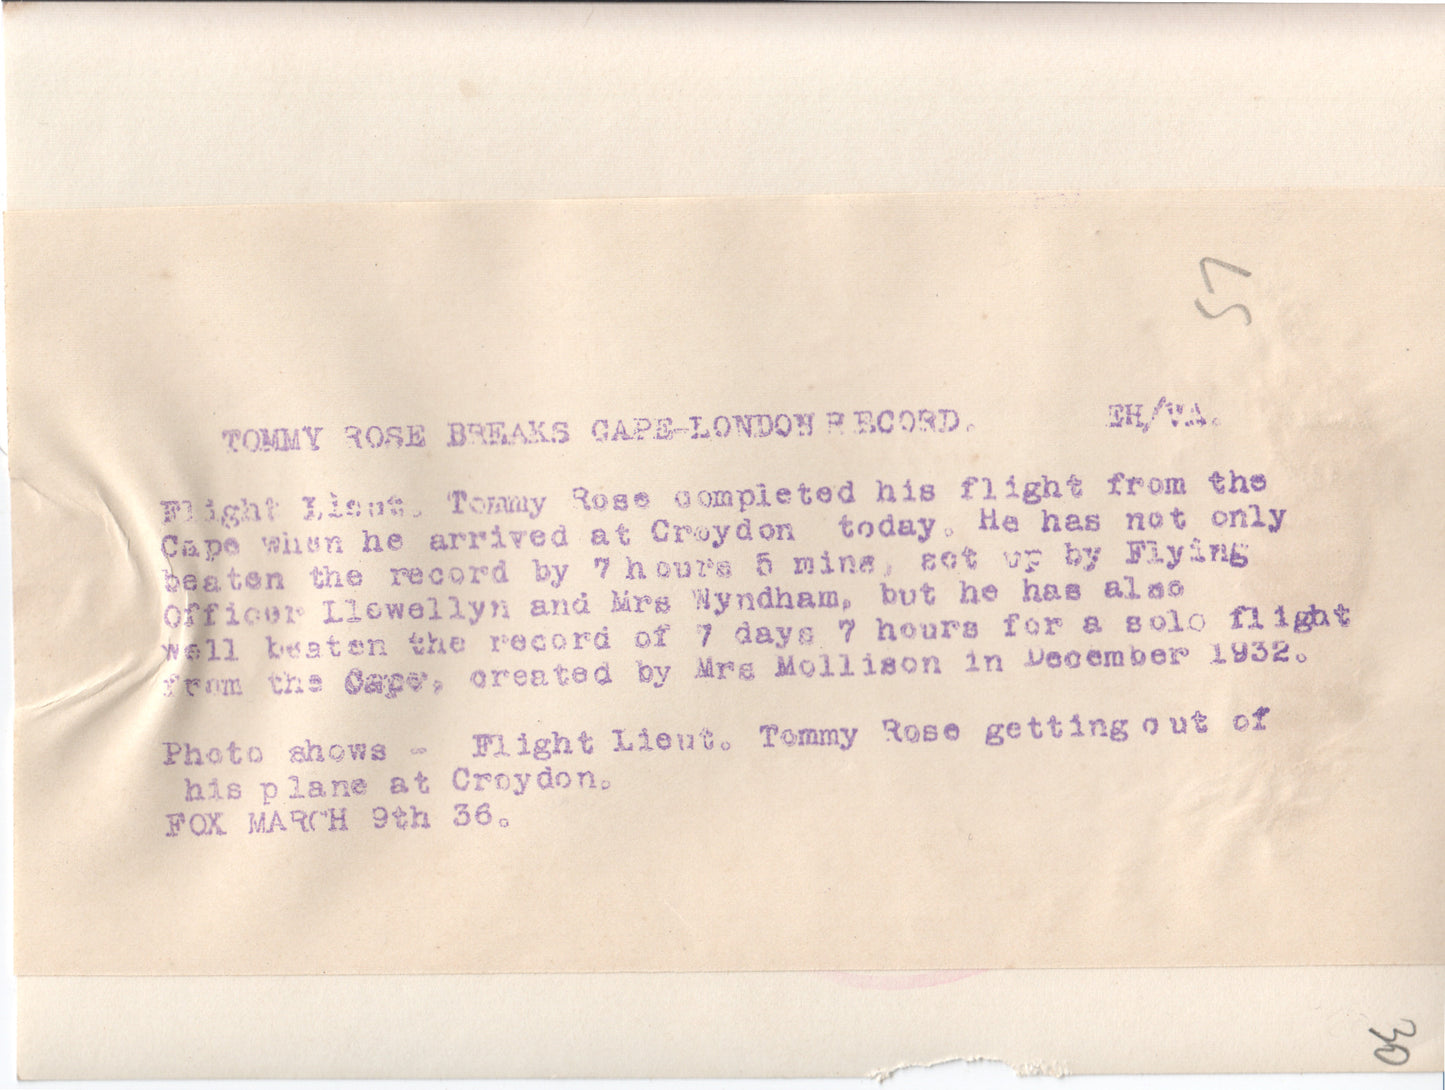 57
TOMMY ROSE BREAKS CAPE-LONDON RECORD. EH/WA.
Flight Lieut. Tommy Rose completed his flight from the
Cape when he arrived at Croydon today. He has not only
beaten the record by 7 hours 5 mins, set up by Flying
Officer Llewellyn and Mrs Wyndham, but he has also
well beaten the record of 7 days 7 hours for a solo flight
from the Cape, created by Mrs Mollison in December 1932.
Photo shows - Flight Lieut. Tommy Rose getting out of
his plane at Croydon.
FOX MARCH 9th 36.
30